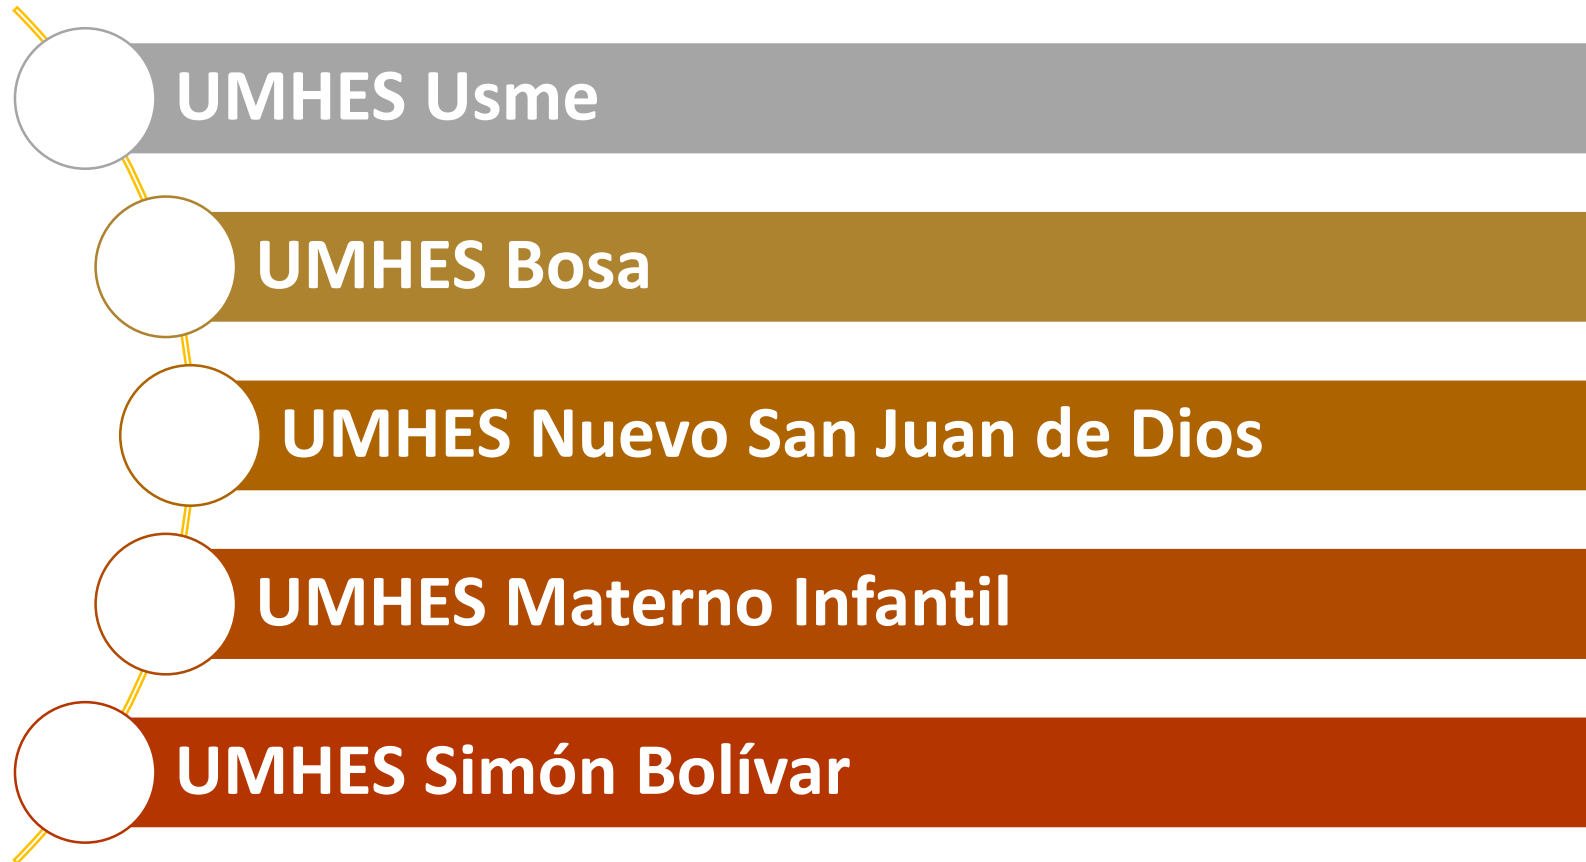 UMHES Usme
UMHES Bosa
UMHES Nuevo San Juan de Dios
UMHES Materno Infantil
UMHES Simón Bolívar